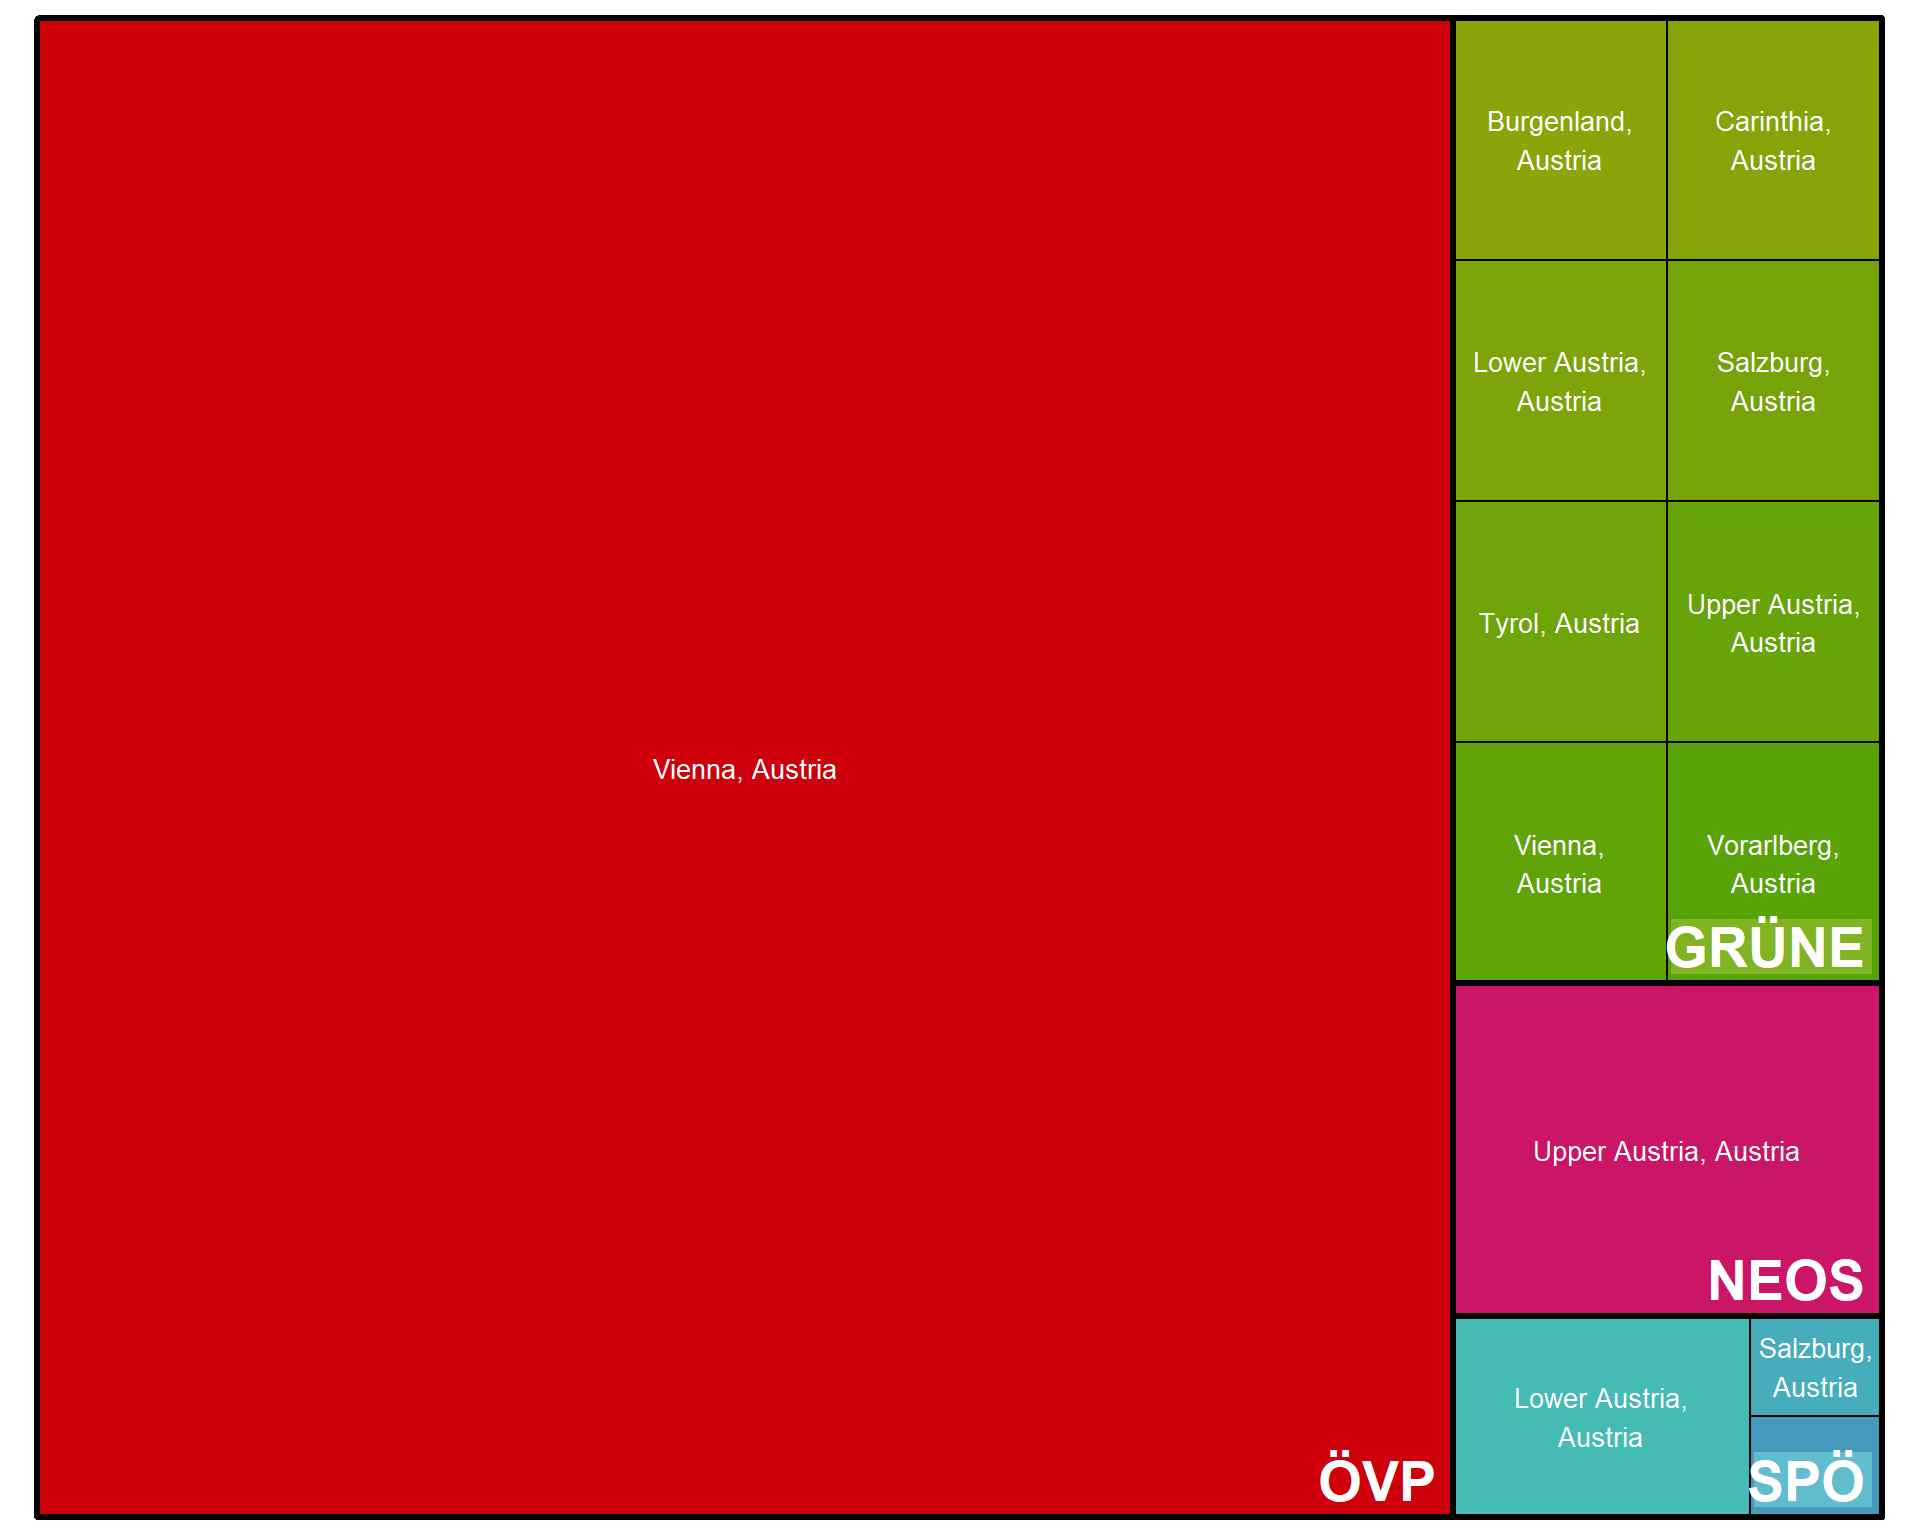 Vienna, Austria
ÖVP
Burgenland,
Austria
Carinthia,
Austria
Lower Austria,
Austria
Salzburg,
Austria
Tyrol, Austria
Upper Austria,
Austria
Vienna,
Austria
Vorarlberg,
Austria
GRÜNE
Upper Austria, Austria
NEOS
Lower Austria,
Austria
Salzburg,
Austria
SPÖ